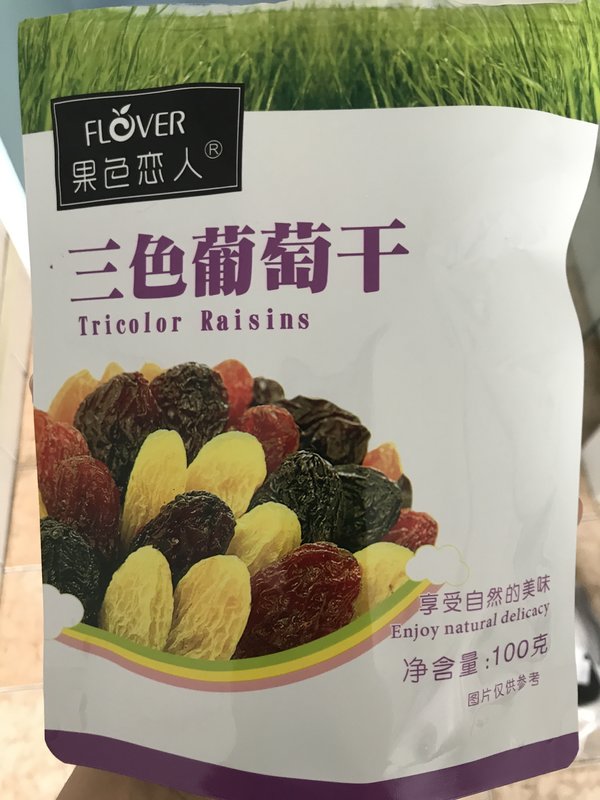 FLOVER
果色恋人®
三色葡萄干
Tricolor Raisins
享受自然的美味
Enjoy natural delicacy
净含量:100克
图片仅供参考